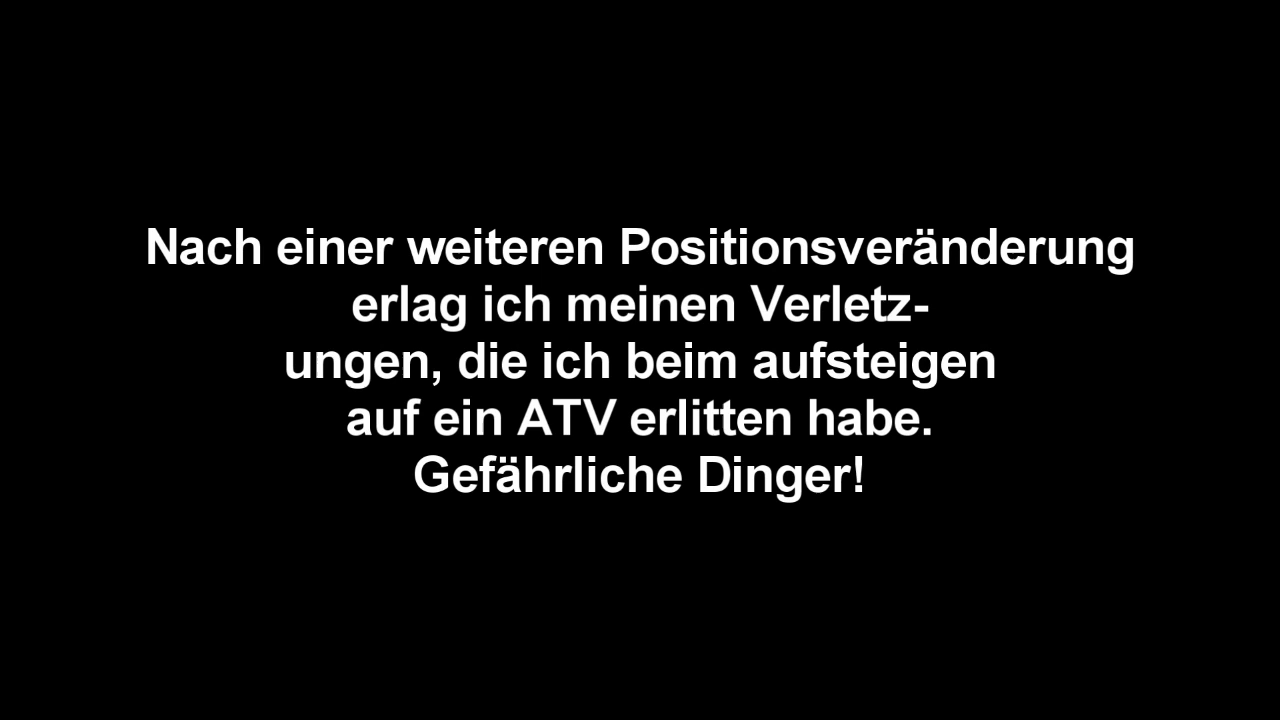 Nach einer weiteren Positionsveränderung
erlag ich meinen Verletz-
ungen, die ich beim aufsteigen
auf ein ATV erlitten habe.
Gefährliche Dinger!